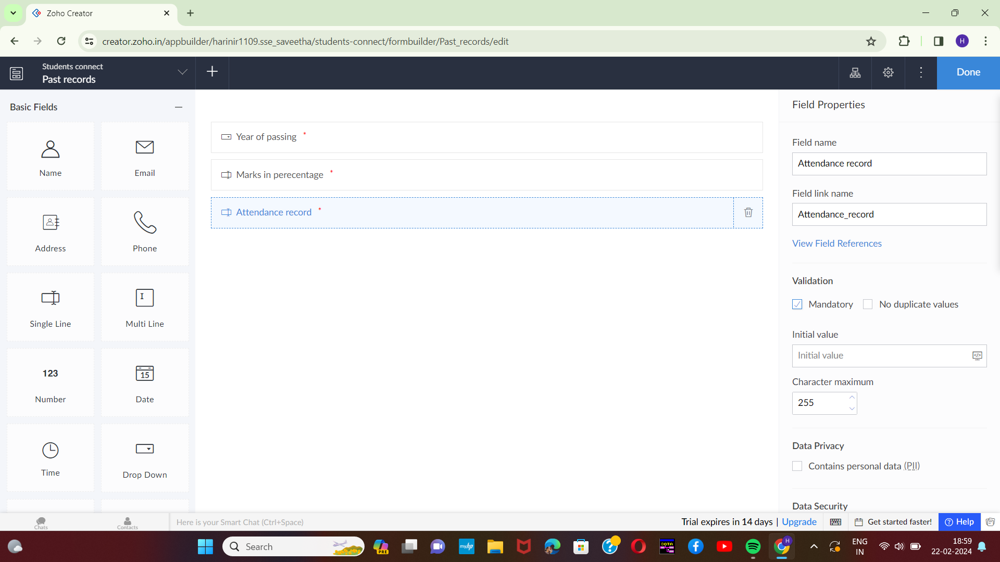 Zoho Creator
creator.zoho.in/appbuilder/harinir1109.sse_saveetha/students-connect/formbuilder/Past_records/edit
H
Students connect
Past records
Done
Basic Fields
Name
Email
Address
Phone
Single Line
Multi Line
123
Number
15
Date
Time
Drop Down
Year of passing *
Marks in perecentage *
Attendance record *
Field Properties
Field name
Attendance record
Field link name
Attendance_record
View Field References
Validation
Mandatory
No duplicate values
Initial value
Initial value
Character maximum
255
Data Privacy
Contains personal data (PII)
Data Security
Chats
Contacts
Here is your Smart Chat (Ctrl+Space)
Trial expires in 14 days | Upgrade
Get started faster!
Help
Search
PRE
myhp
DATA
H
ENG
IN
18:59
22-02-2024